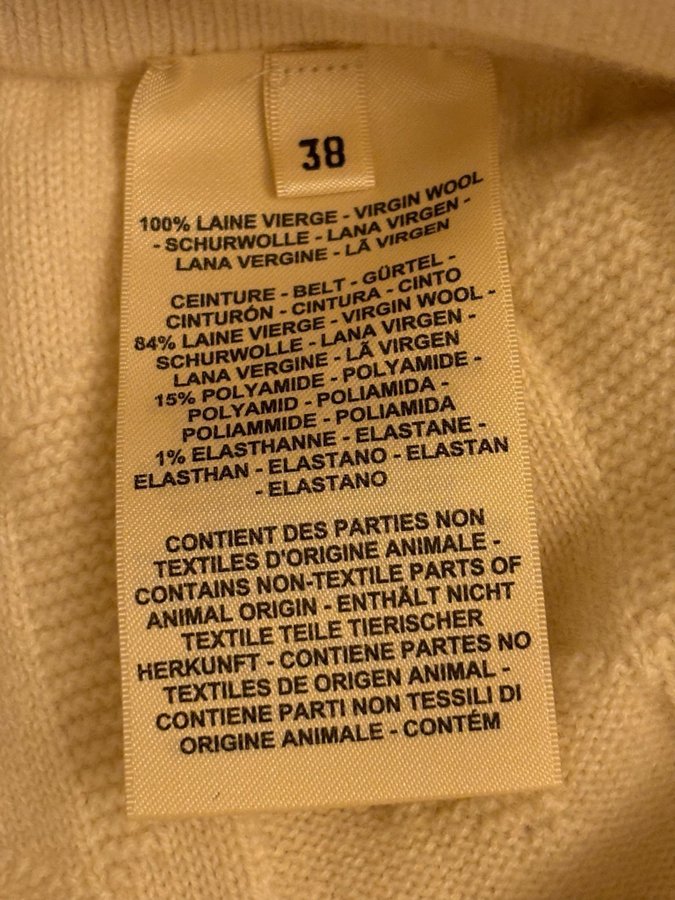 38
100% LAINE VIERGE - VIRGIN WOOL
- SCHURWOLLE - LANA VIRGEN -
LANA VERGINE - LÃ VIRGEN
CEINTURE - BELT - GÜRTEL -
CINTURÓN - CINTURA - CINTO
84% LAINE VIERGE - VIRGIN WOOL -
SCHURWOLLE - LANA VIRGEN -
LANA VERGINE - LÃ VIRGEN
15% POLYAMIDE - POLYAMIDE -
POLYAMID - POLIAMIDA -
POLIAMMIDE - POLIAMIDA
1% ELASTHANNE - ELASTANE -
ELASTHAN - ELASTANO - ELASTAN
- ELASTANO
CONTIENT DES PARTIES NON
TEXTILES D'ORIGINE ANIMALE -
CONTAINS NON-TEXTILE PARTS OF
ANIMAL ORIGIN - ENTHÄLT NICHT
TEXTILE TEILE TIERISCHER
HERKUNFT - CONTIENE PARTES NO
TEXTILES DE ORIGEN ANIMAL -
CONTIENE PARTI NON TESSILI DI
ORIGINE ANIMALE - CONTÉM